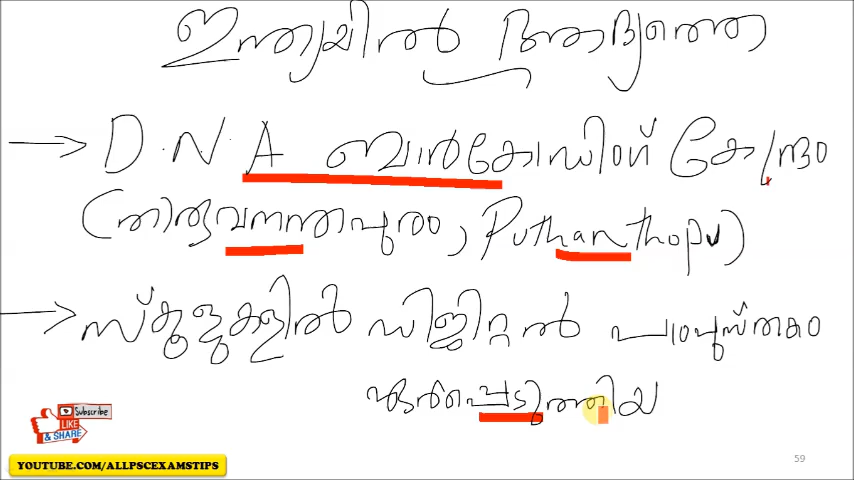 ഇന്ത്യയിൽ ആദ്യത്തെ
→ D.N.A ബാർകോഡിംഗ് കേന്ദ്രം
(തിരുവനന്തപുരം, Puthanthopu)
→ സ്കൂളുകളിൽ ഡിജിറ്റൽ പാഠപുസ്തകം
ഏർപ്പെടുത്തിയ
Subscribe
LIKE
& SHARE
YOUTUBE.COM/ALLPSCEXAMSTIPS
59